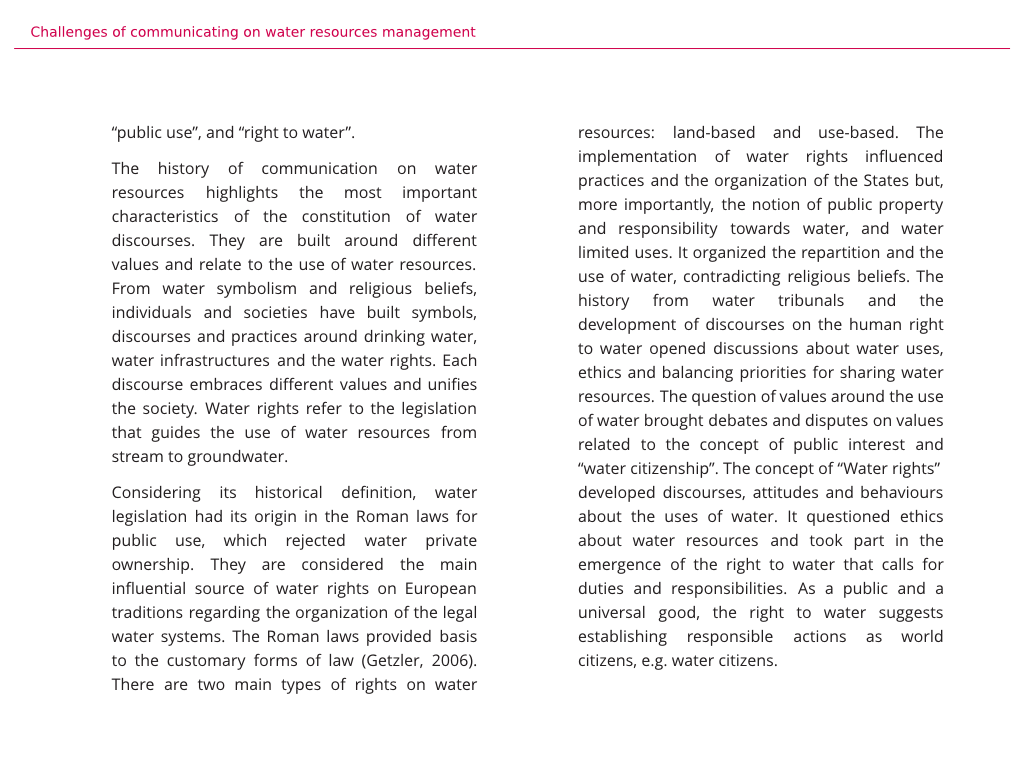 Challenges of communicating on water resources management
“public use”, and “right to water”.
The history of communication on water
resources highlights the most important
characteristics of the constitution of water
discourses. They are built around different
values and relate to the use of water resources.
From water symbolism and religious beliefs,
individuals and societies have built symbols,
discourses and practices around drinking water,
water infrastructures and the water rights. Each
discourse embraces different values and unifies
the society. Water rights refer to the legislation
that guides the use of water resources from
stream to groundwater.
Considering its historical definition, water
legislation had its origin in the Roman laws for
public use, which rejected water private
ownership. They are considered the main
influential source of water rights on European
traditions regarding the organization of the legal
water systems. The Roman laws provided basis
to the customary forms of law (Getzler, 2006).
There are two main types of rights on water
resources: land-based and use-based. The
implementation of water rights influenced
practices and the organization of the States but,
more importantly, the notion of public property
and responsibility towards water, and water
limited uses. It organized the repartition and the
use of water, contradicting religious beliefs. The
history from water tribunals and the
development of discourses on the human right
to water opened discussions about water uses,
ethics and balancing priorities for sharing water
resources. The question of values around the use
of water brought debates and disputes on values
related to the concept of public interest and
“water citizenship”. The concept of “Water rights”
developed discourses, attitudes and behaviours
about the uses of water. It questioned ethics
about water resources and took part in the
emergence of the right to water that calls for
duties and responsibilities. As a public and a
universal good, the right to water suggests
establishing responsible actions as world
citizens, e.g. water citizens.